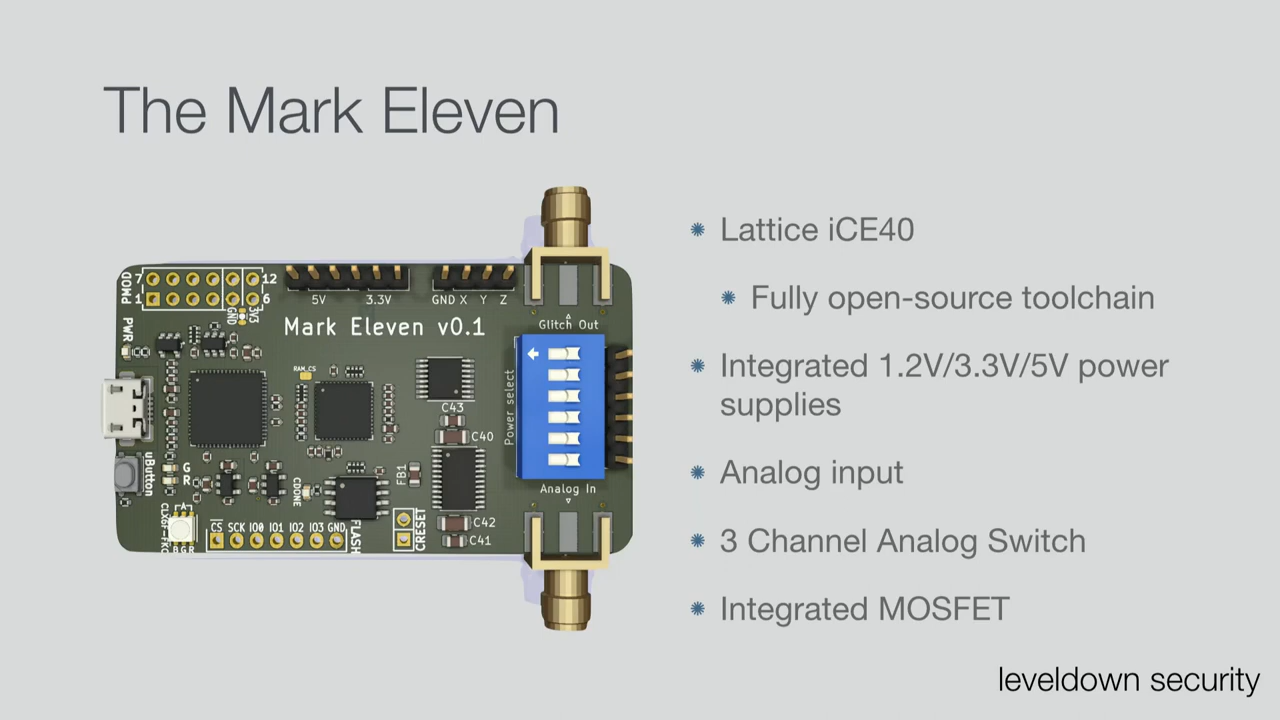 The Mark Eleven
PMOD
7
12
1
6
GND
3V3
5V
3.3V
GND X Y Z
PWR
Mark Eleven v0.1
Glitch Out
RAM_CS
Power select
C43
C40
FB1
uButton
G
R
CDONE
Analog In
CS SCK IO0 IO1 IO2 IO3 GND
FLASH
CRESET
C42
C41
Lattice iCE40
Fully open-source toolchain
Integrated 1.2V/3.3V/5V power
supplies
Analog input
3 Channel Analog Switch
Integrated MOSFET
leveldown security